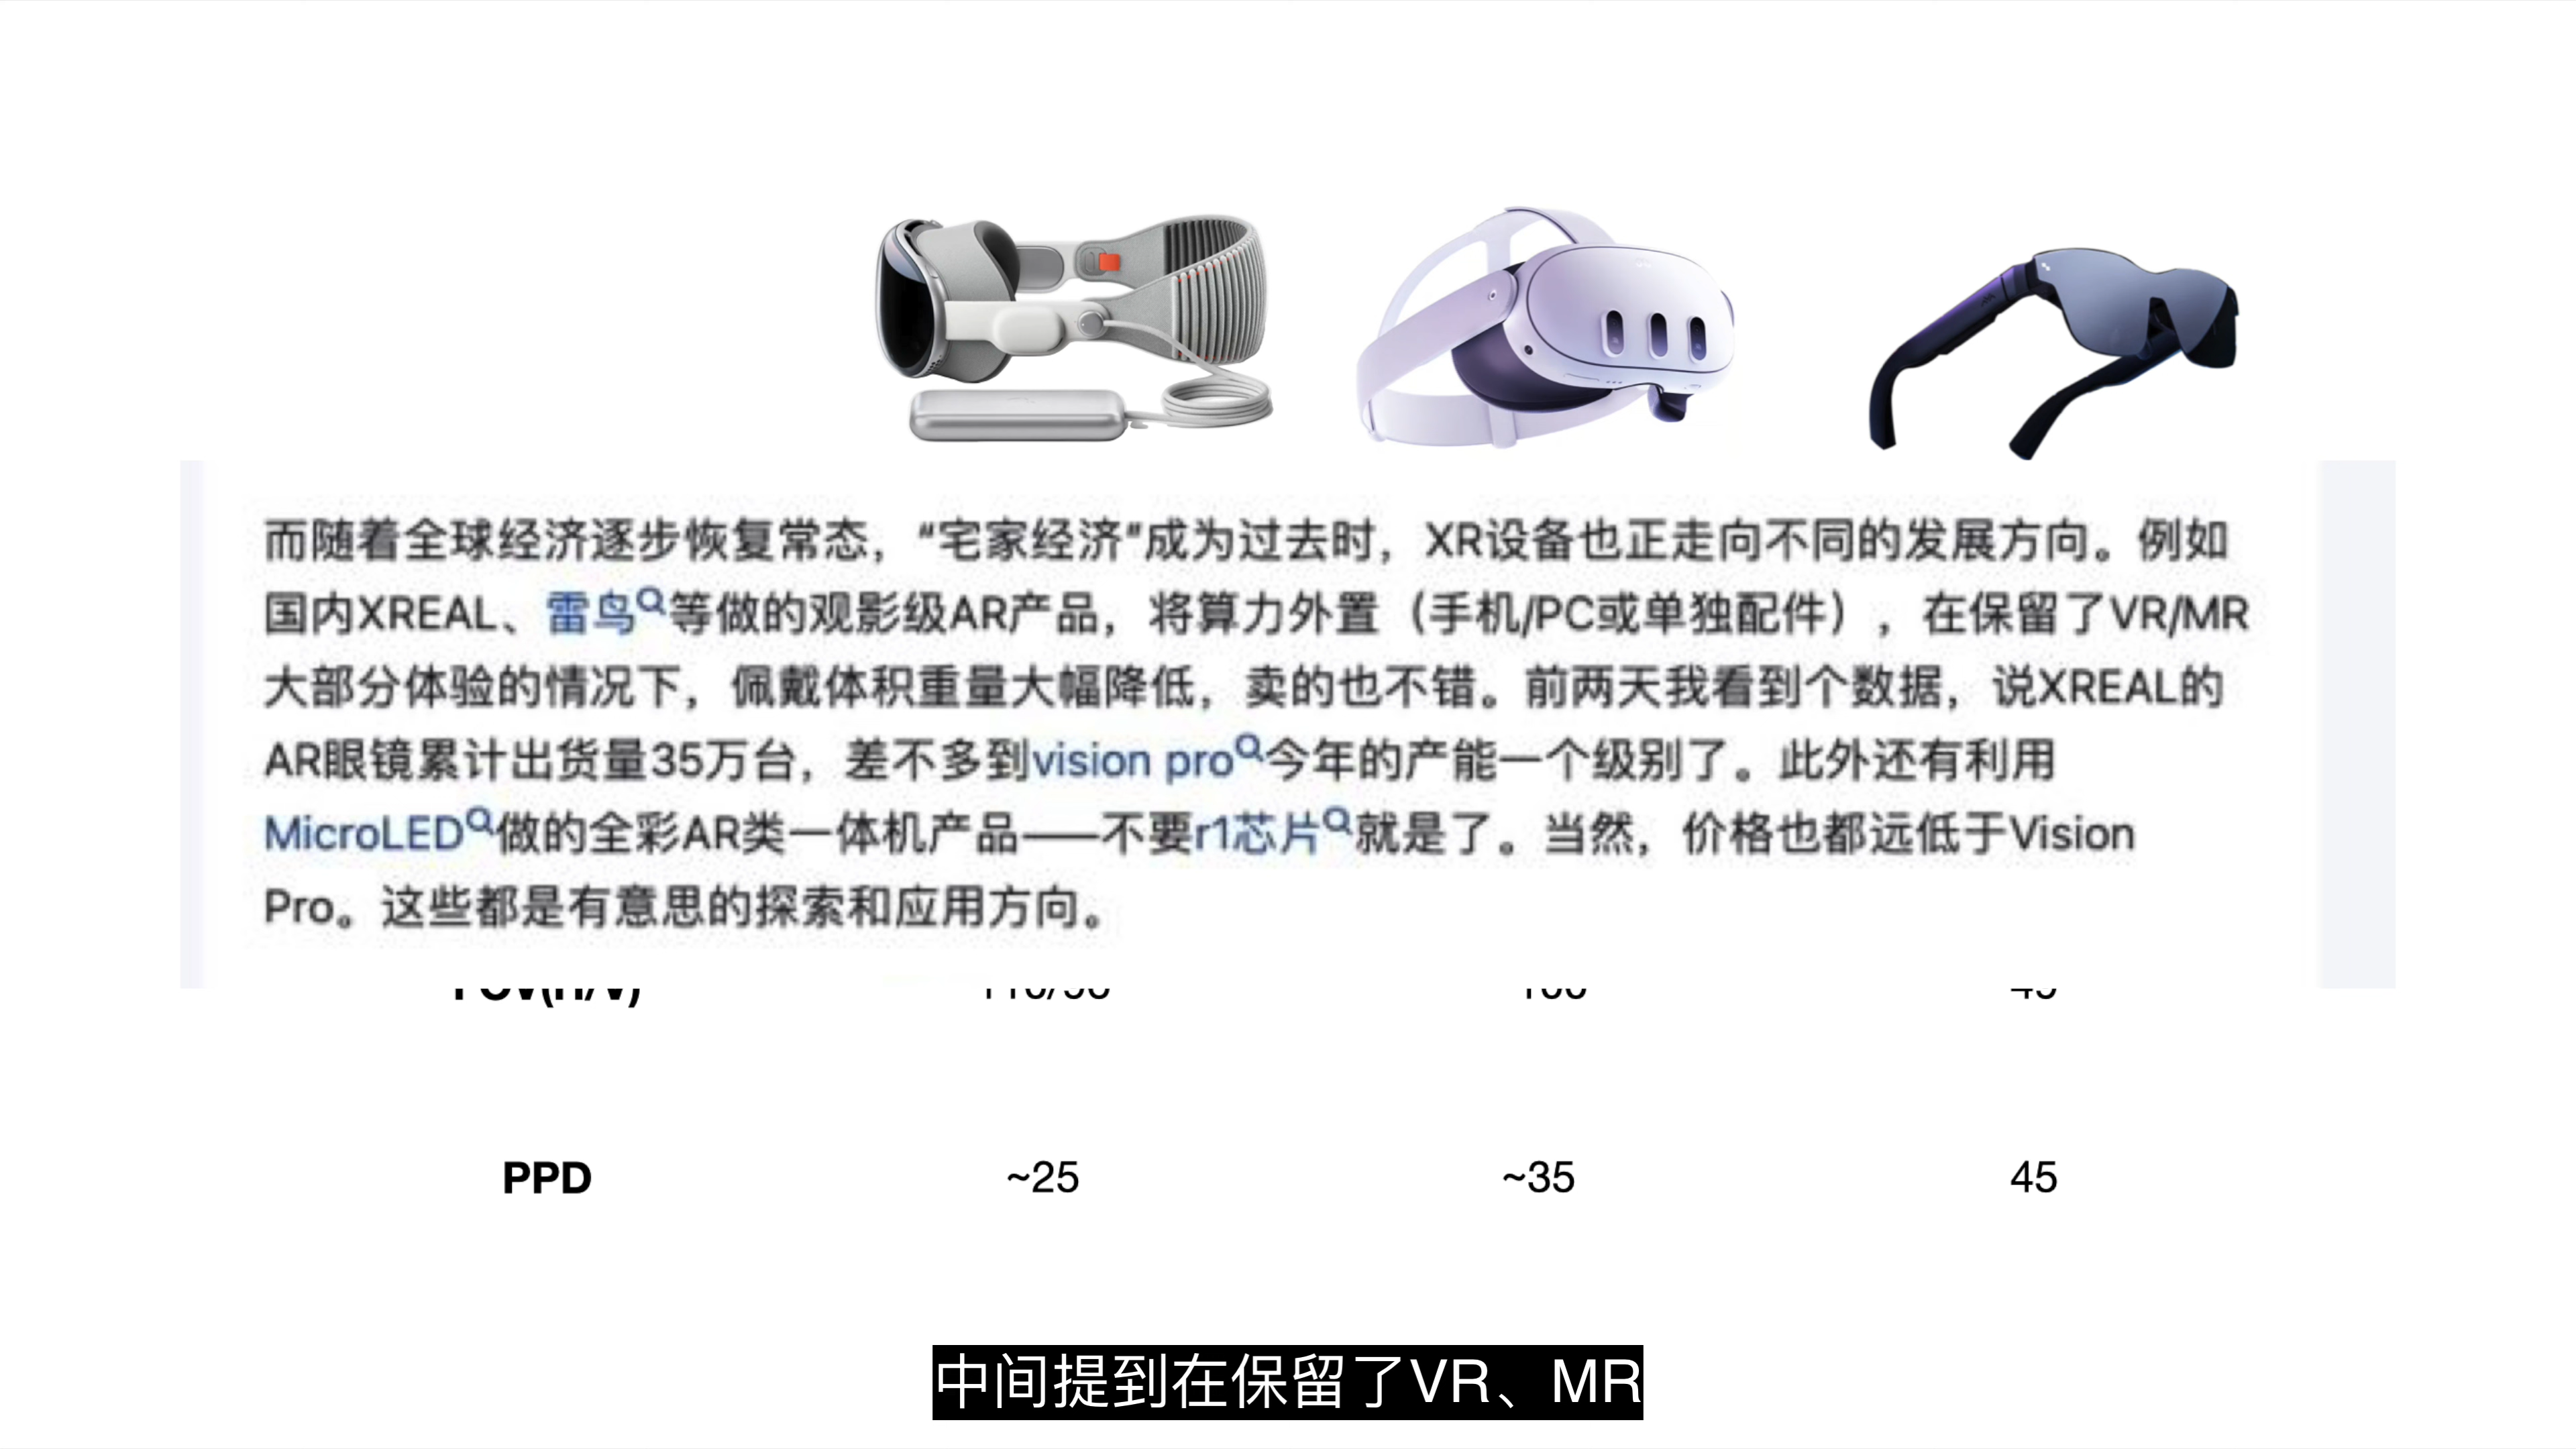 而随着全球经济逐步恢复常态，“宅家经济”成为过去时，XR设备也正走向不同的发展方向。例如
国内XREAL、雷鸟等做的观影级AR产品，将算力外置（手机/PC或单独配件），在保留了VR/MR
大部分体验的情况下，佩戴体积重量大幅降低，卖的也不错。前两天我看到个数据，说XREAL的
AR眼镜累计出货量35万台，差不多到vision pro今年的产能一个级别了。此外还有利用
MicroLED做的全彩AR类一体机产品——不要r1芯片就是了。当然，价格也都远低于Vision
Pro。这些都是有意思的探索和应用方向。
PPD ~25 ~35 45
中间提到在保留了VR、MR